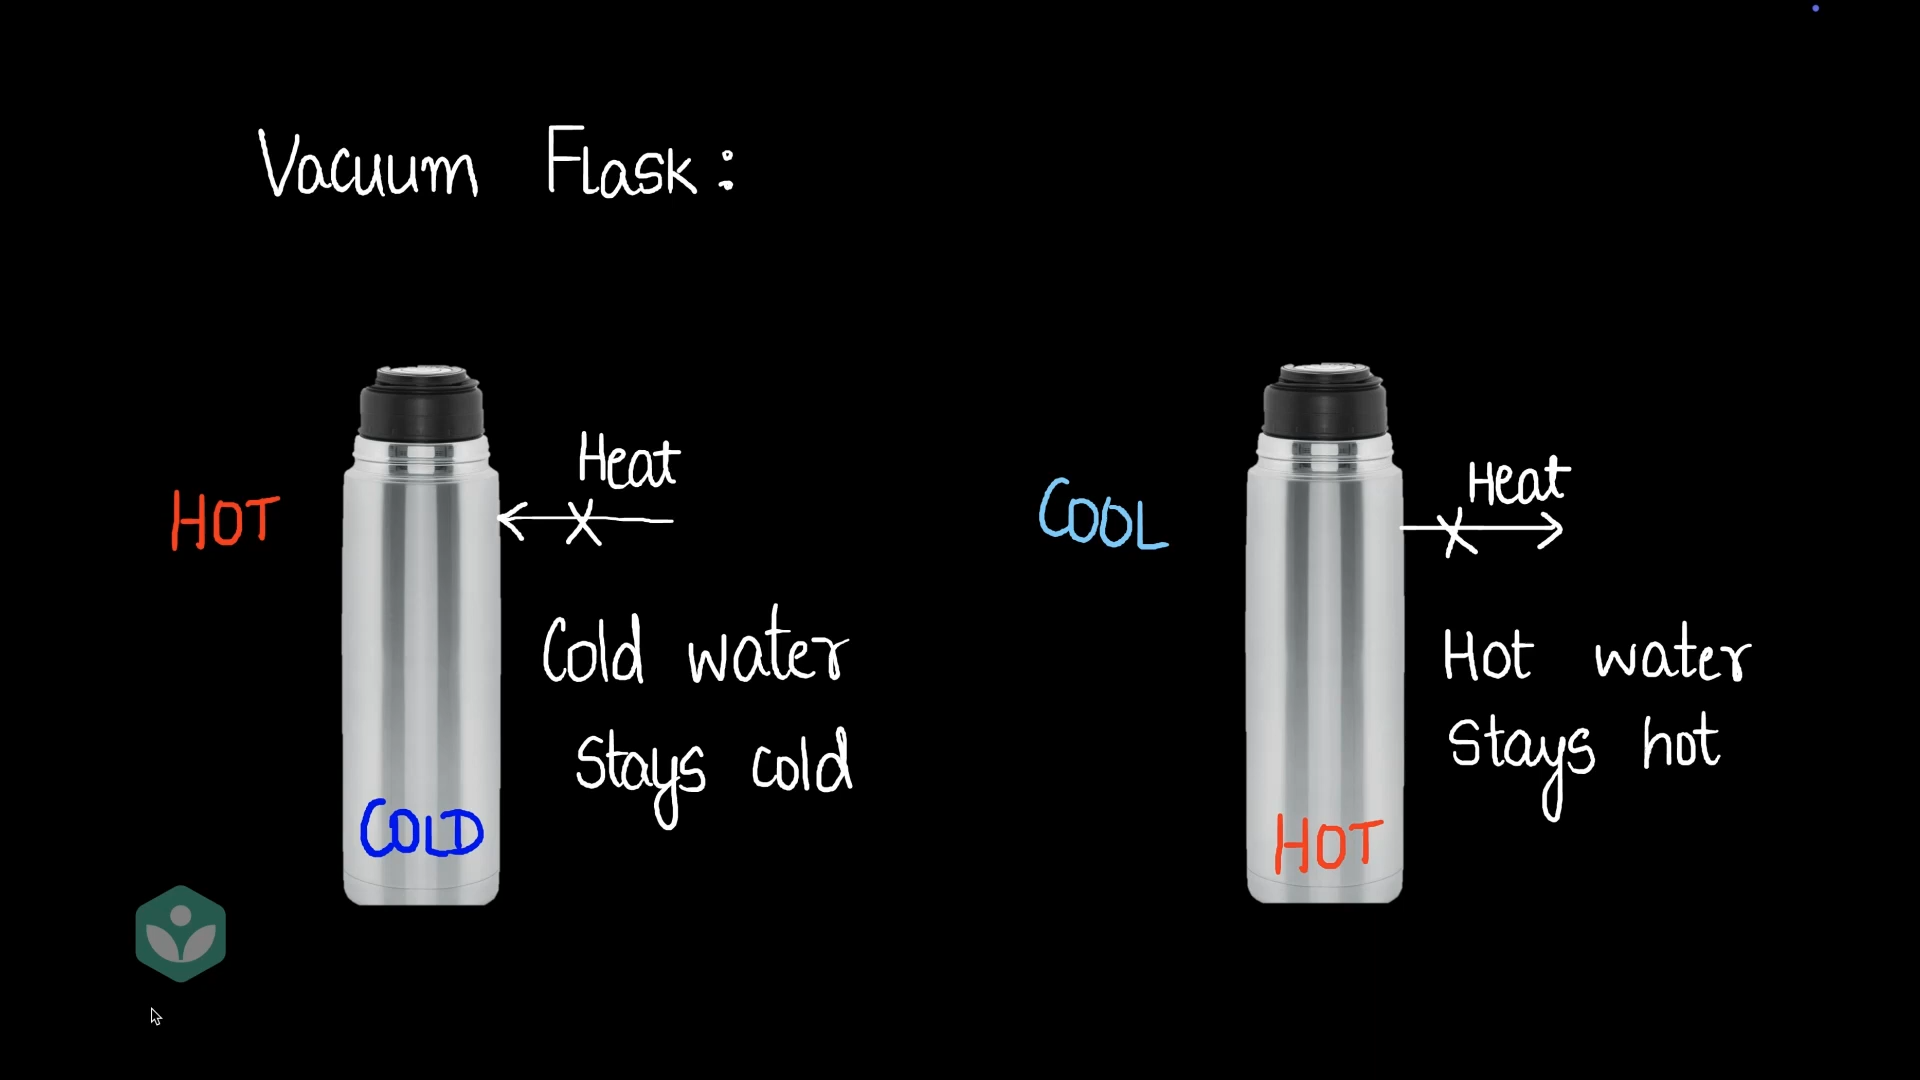 Vacuum Flask:
HOT
Heat
Cold water
Stays cold
COLD
COOL
Heat
Hot water
Stays hot
HOT